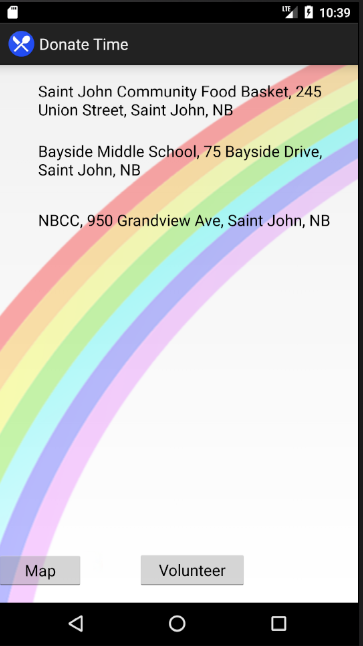 LTE 10:39
Donate Time
Saint John Community Food Basket, 245
Union Street, Saint John, NB
Bayside Middle School, 75 Bayside Drive,
Saint John, NB
NBCC, 950 Grandview Ave, Saint John, NB
Map Volunteer